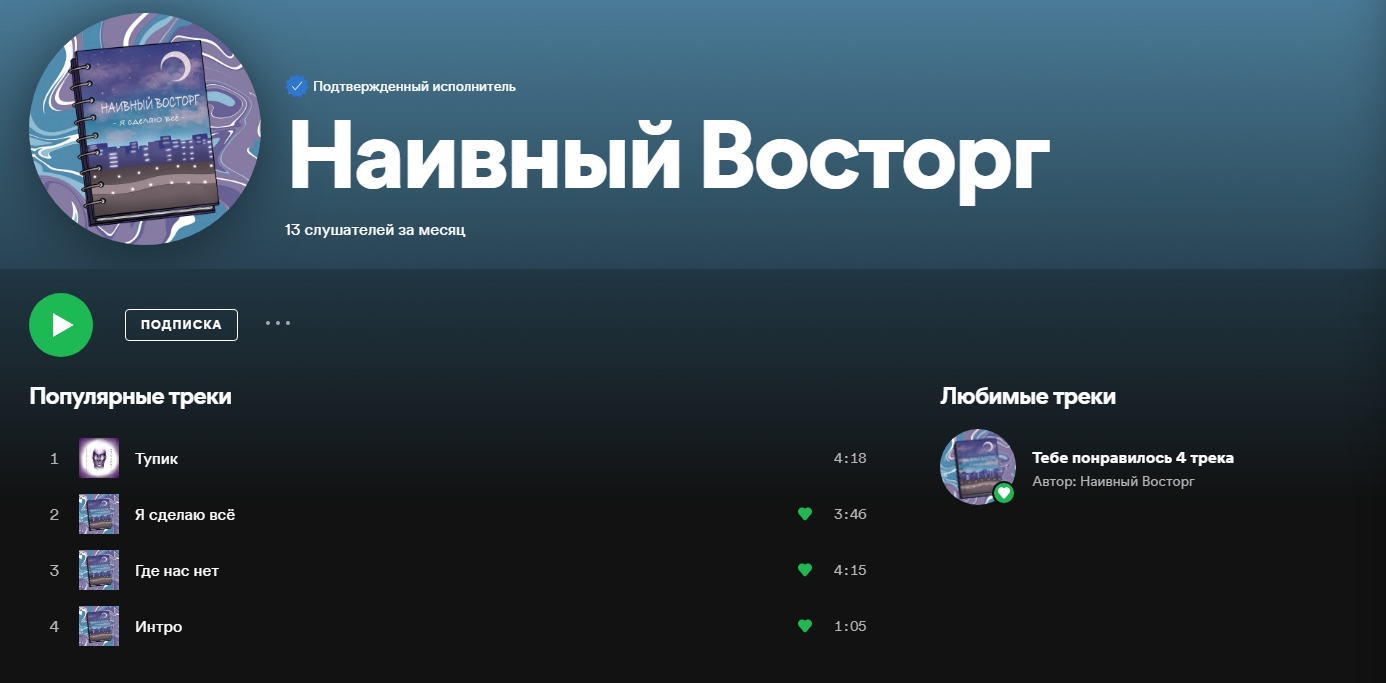 НАИВНЫЙ ВОСТОРГ
- я сделаю всё -
Подтвержденный исполнитель
Наивный Восторг
13 слушателей за месяц
ПОДПИСКА
Популярные треки
1 Тупик 4:18
2 Я сделаю всё 3:46
3 Где нас нет 4:15
4 Интро 1:05
Любимые треки
Тебе понравилось 4 трека
Автор: Наивный Восторг